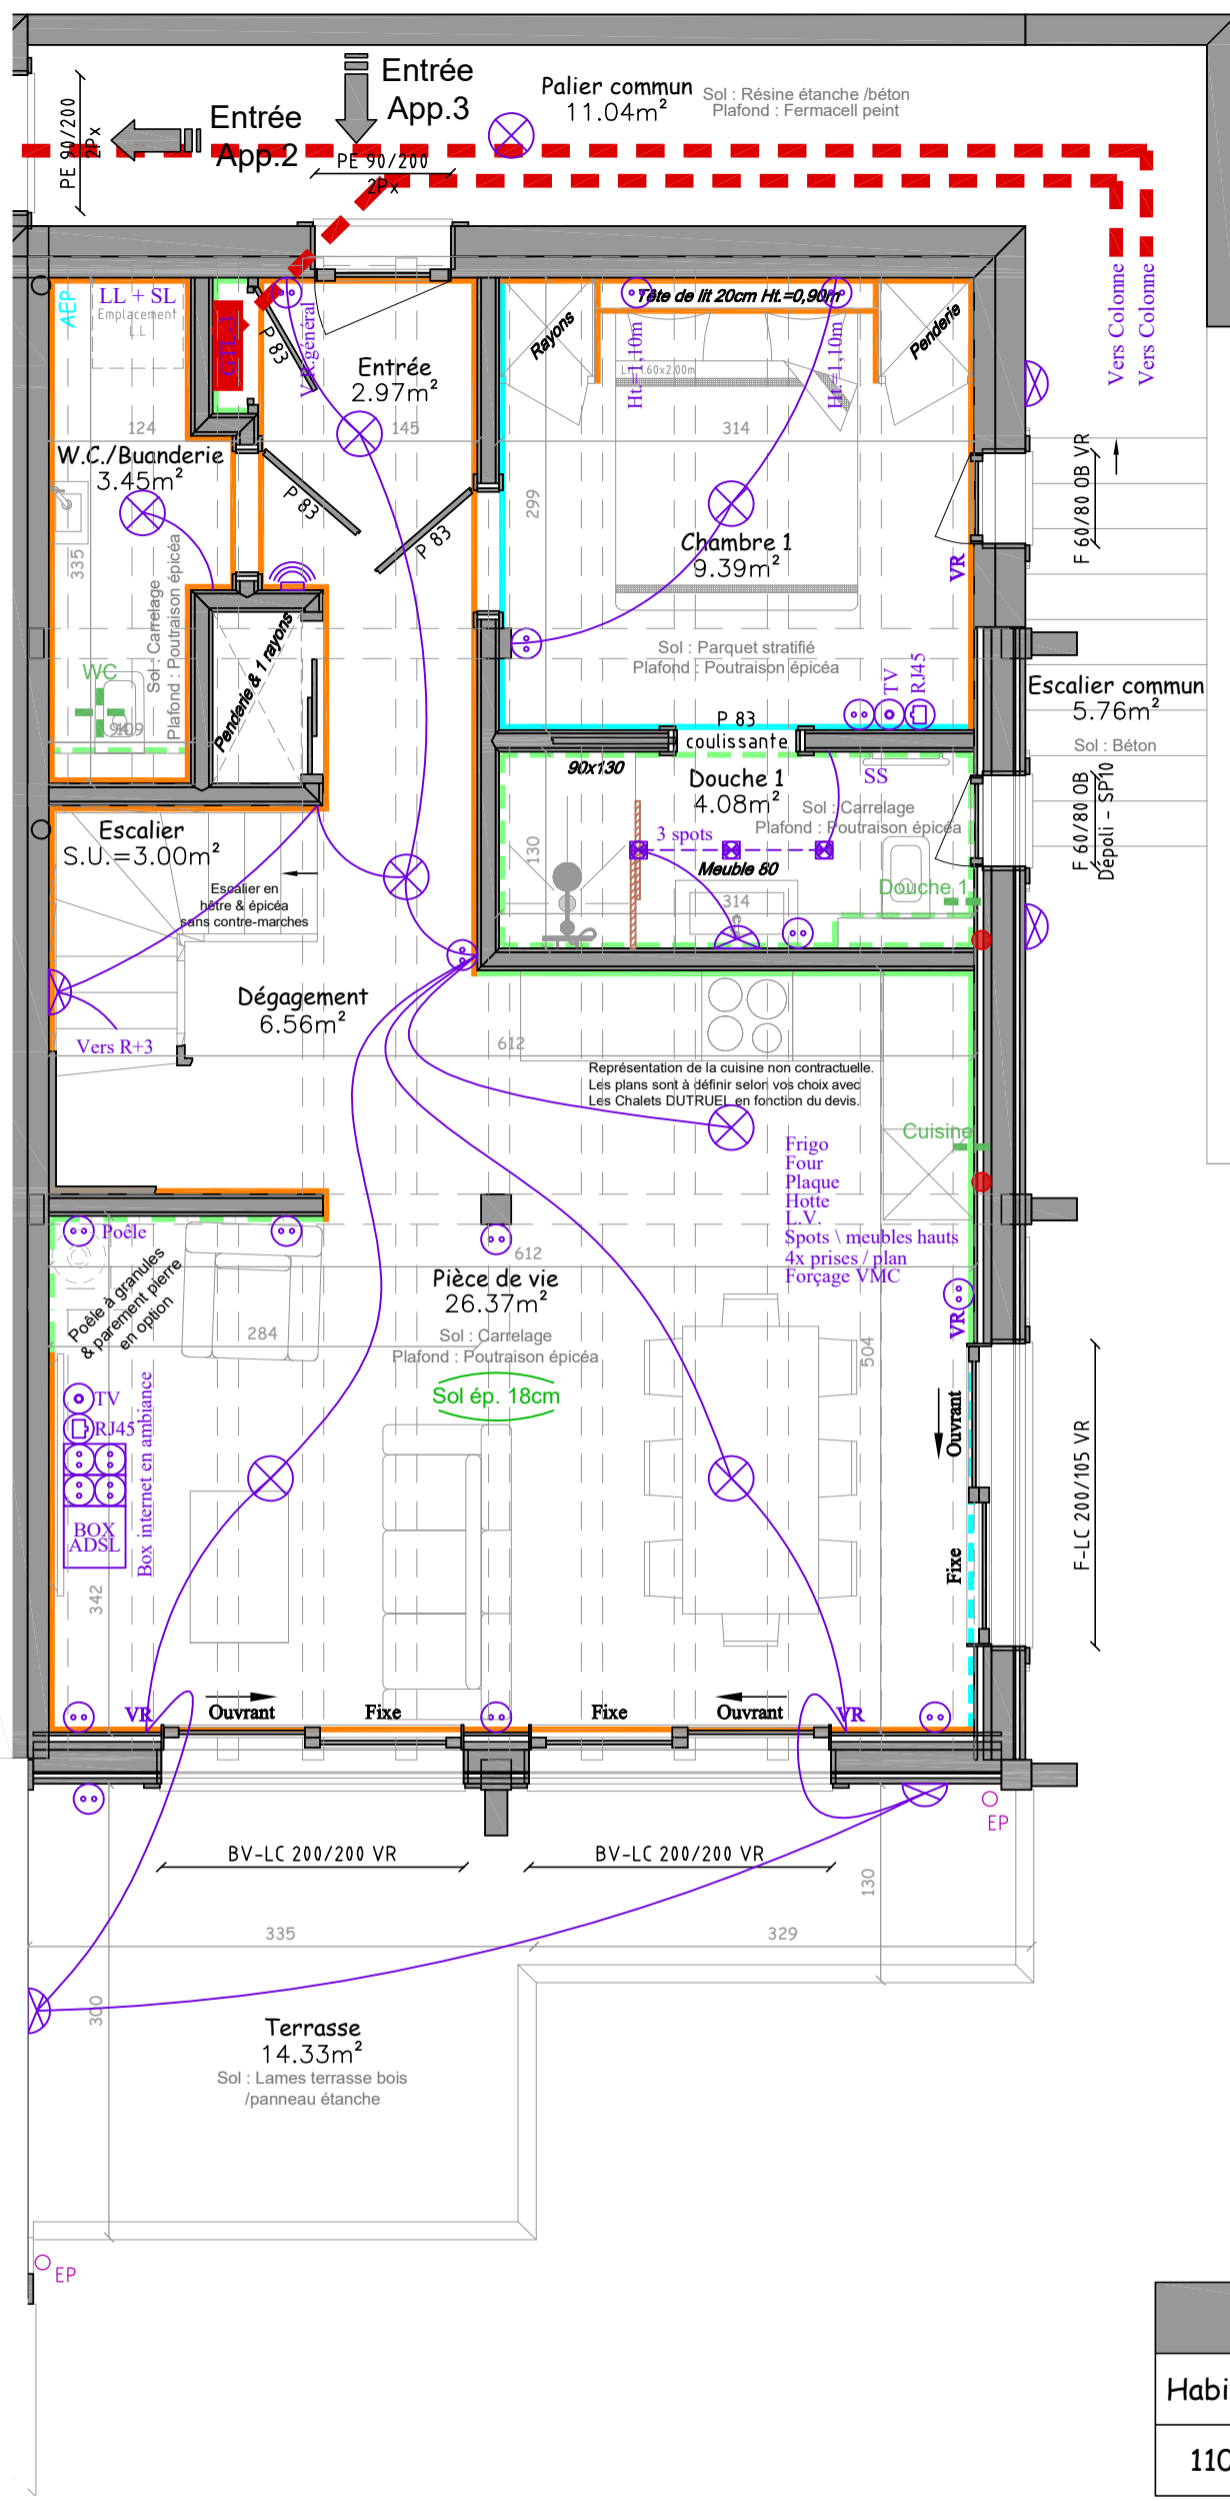 Entrée
App.3
Entrée
App.2
PE 90/200
2Px
PE 90/200
2Px
Palier commun
11.04m²
Sol : Résine étanche /béton
Plafond : Fermacell peint
Vers Colonne
Vers Colonne
AEP
LL + SL
Emplacement
L.L
GTL-3
P 83
V.R.général
Entrée
2.97m²
Rayons
Tête de lit 20cm Ht.=0,90m
Penderie
Ht.=1,10m
Ht.=1,10m
124
145
314
W.C./Buanderie
3.45m²
P 83
P 83
299
335
Chambre 1
9.39m²
VR
F 60/80 OB VR
Sol : Carrelage
Plafond : Poutraison épicéa
Penderie & 1 rayons
WC
Sol : Parquet stratifié
Plafond : Poutraison épicéa
TV
RJ45
Escalier commun
5.76m²
Sol : Béton
P 83
coulissante
90x130
Douche 1
4.08m²
SS
Sol : Carrelage
Plafond : Poutraison épicéa
F 60/80 OB
Dépoli - SP10
3 spots
130
Meuble 80
314
Douche 1
Escalier
S.U.=3.00m²
Escalier en
hêtre & épicéa
sans contre-marches
Dégagement
6.56m²
Vers R+3
612
Représentation de la cuisine non contractuelle.
Les plans sont à définir selon vos choix avec
Les Chalets DUTRUEL en fonction du devis.
Cuisine
Frigo
Four
Plaque
Hotte
L.V.
Spots \ meubles hauts
4x prises / plan
Forçage VMC
Poêle
Poêle à granules
& parement pierre
en option
612
Pièce de vie
26.37m²
Sol : Carrelage
Plafond : Poutraison épicéa
Sol ép. 18cm
284
504
VR
Ouvrant
Fixe
F-LC 200/105 VR
TV
RJ45
BOX
ADSL
Box internet en ambiance
342
VR
Ouvrant
Fixe
Fixe
Ouvrant
VR
EP
BV-LC 200/200 VR
BV-LC 200/200 VR
130
335
329
300
Terrasse
14.33m²
Sol : Lames terrasse bois
/panneau étanche
EP
Habi
110